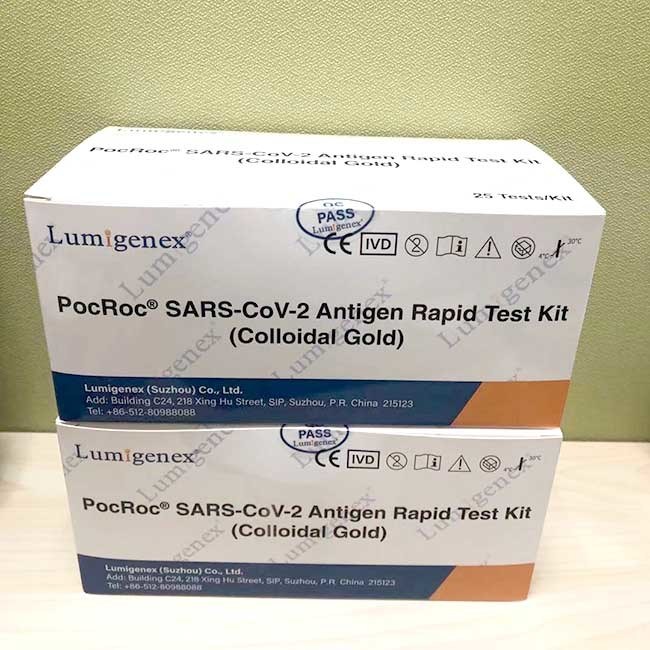 PocRoc® SARS-CoV-2 Antigen Rapid Test Kit
(Colloidal Gold)
25 Tests/Kit
QC
PASS
Lumigenex®
Lumigenex®
CE IVD 2 i 4°C 30°C
PocRoc® SARS-CoV-2 Antigen Rapid Test Kit
(Colloidal Gold)
Lumigenex (Suzhou) Co., Ltd.
Add: Building C24, 218 Xing Hu Street, SIP, Suzhou, P.R. China 215123
Tel: +86-512-80988088
PASS
Lumigenex®
Lumigenex®
CE IVD 2 i 4°C 30°C
PocRoc® SARS-CoV-2 Antigen Rapid Test Kit
(Colloidal Gold)
Lumigenex (Suzhou) Co., Ltd.
Add: Building C24, 218 Xing Hu Street, SIP, Suzhou, P.R. China 215123
Tel: +86-512-80988088